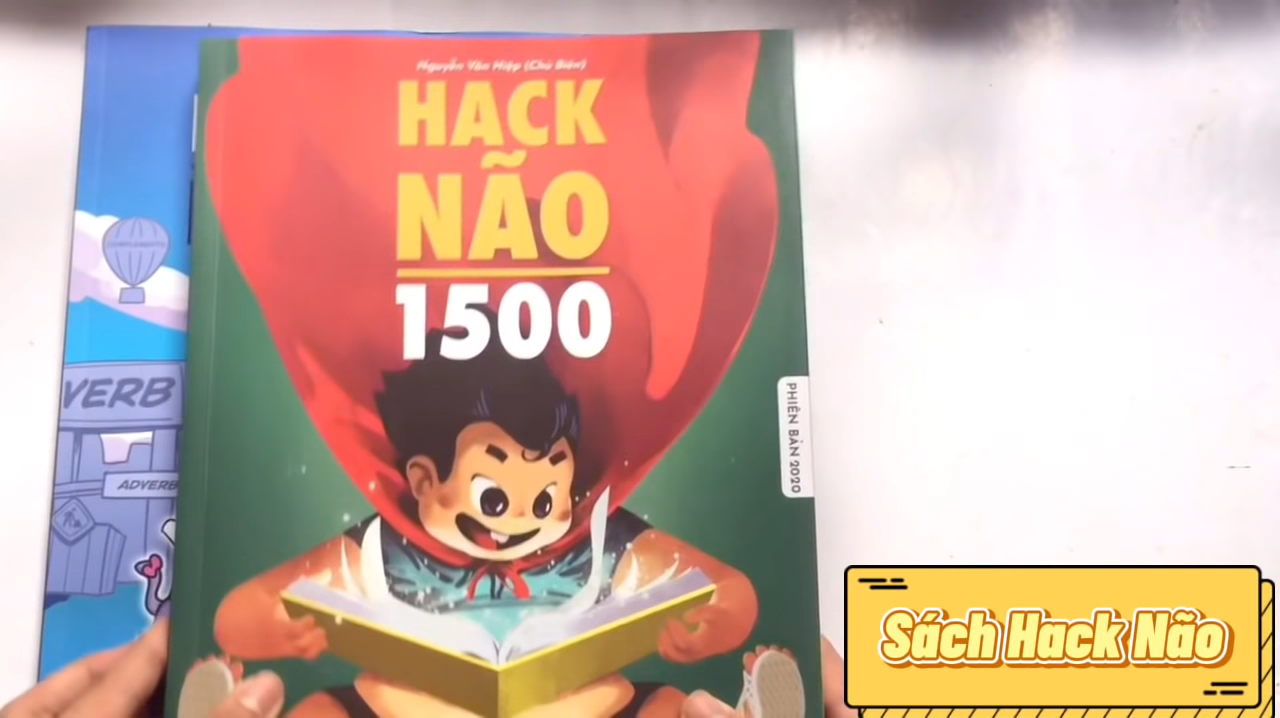 Nguyễn Văn Hiệp (Chủ Biên)
HACK
NÃO
1500
PHIÊN BẢN 2020
VERB
ADVERB
Sách Hack Não